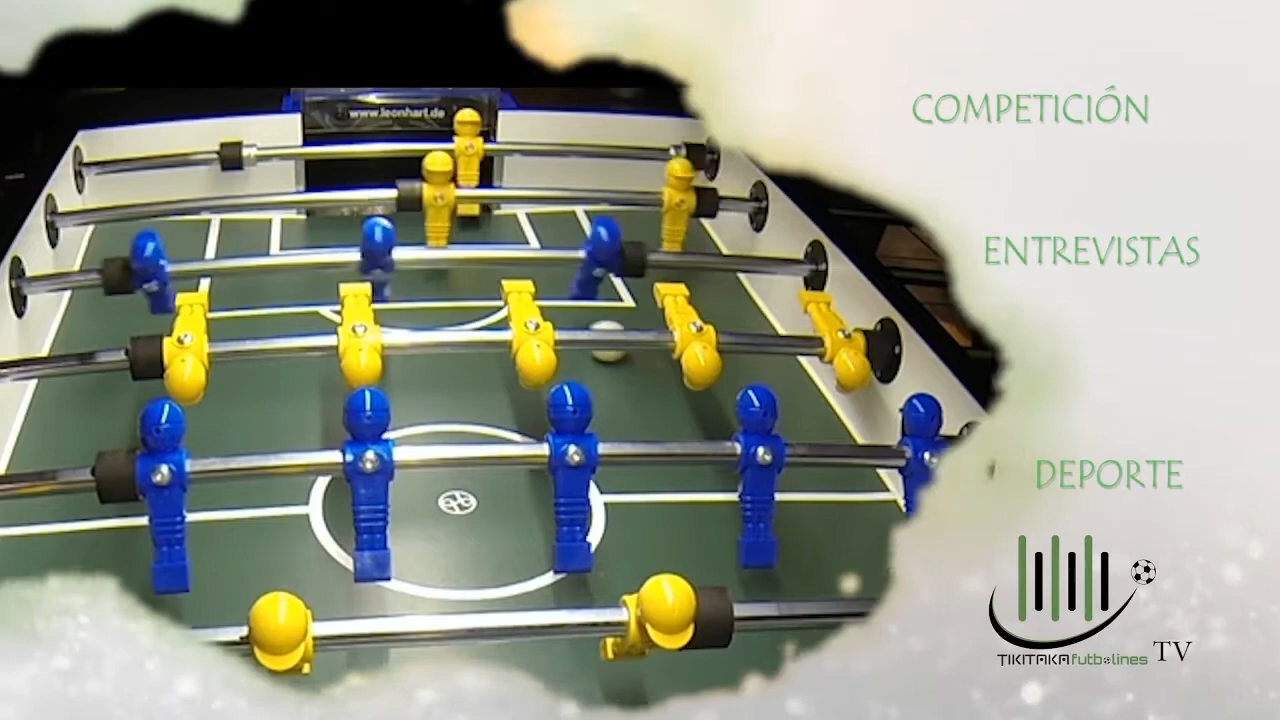 www.leonhart.de
COMPETICIÓN
ENTREVISTAS
DEPORTE
TIKITAKAfutbolines TV